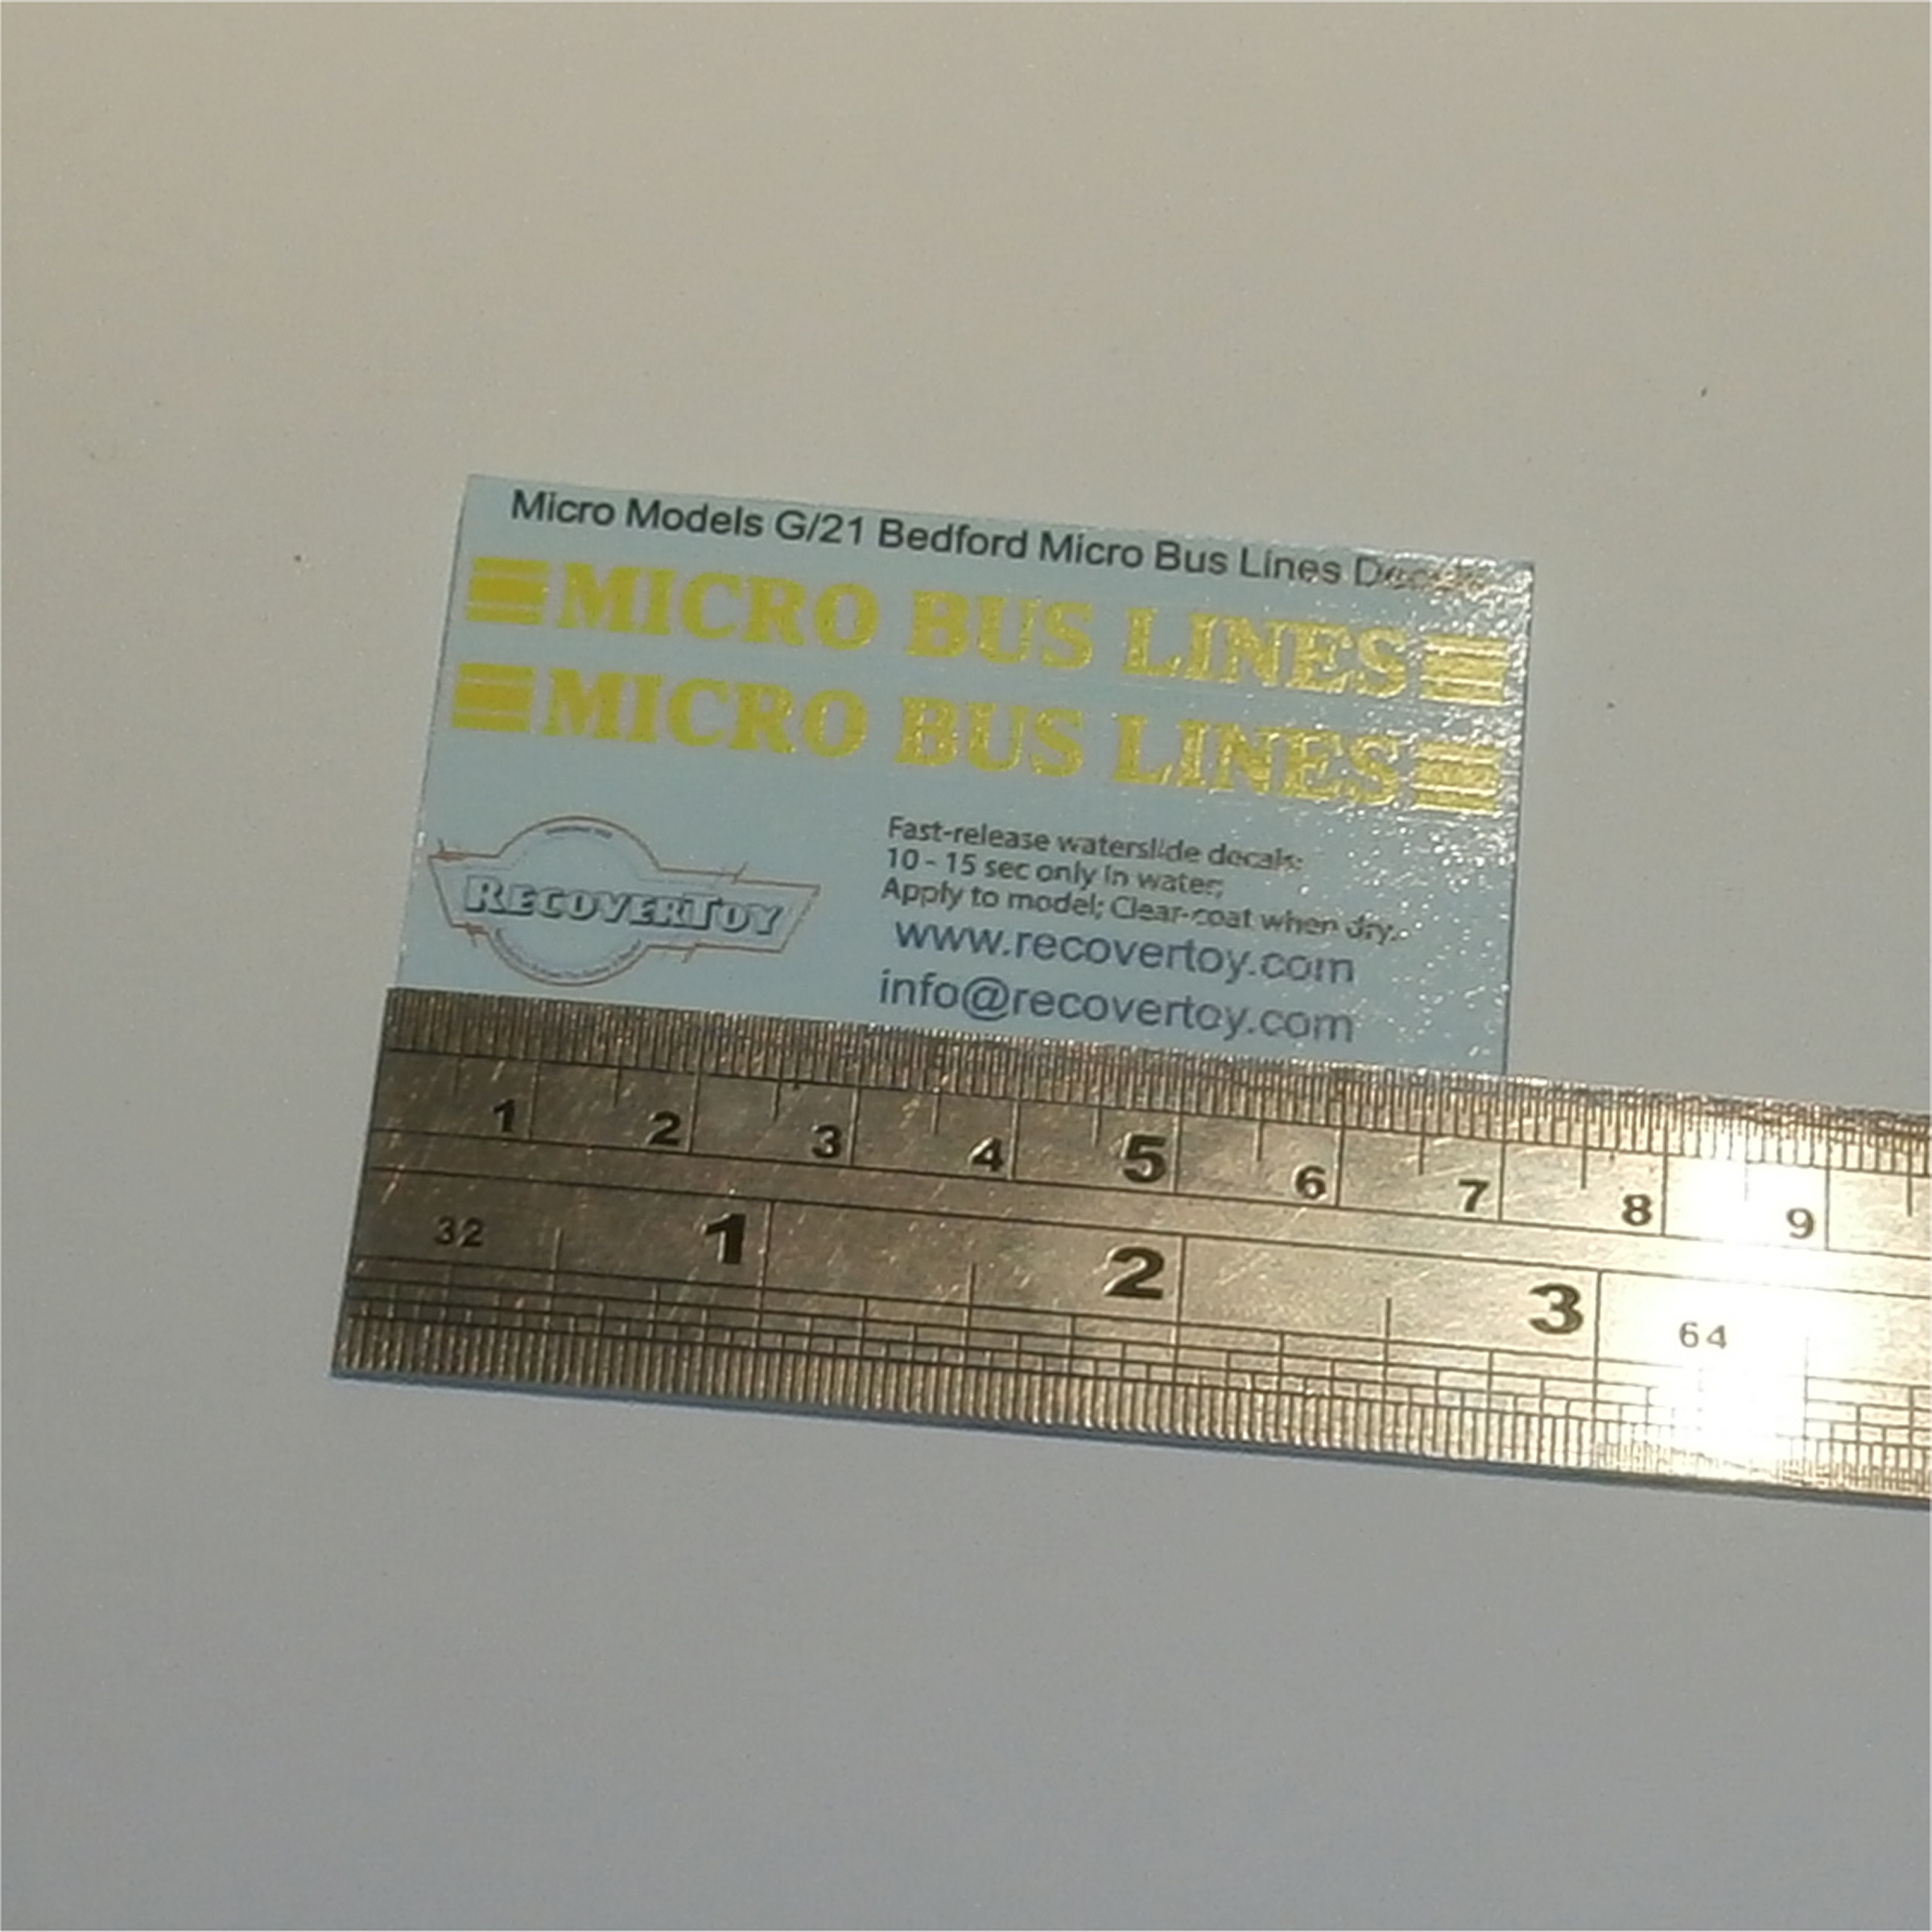 Micro Models G/21 Bedford Micro Bus Lines Decals
MICRO BUS LINES
MICRO BUS LINES
RECOVERTOY
Fast-release waterslide decals:
10 - 15 sec only in water;
Apply to model; Clear-coat when dry.
www.recovertoy.com
info@recovertoy.com
1 2 3 4 5 6 7 8 9
32 1 2 3 64